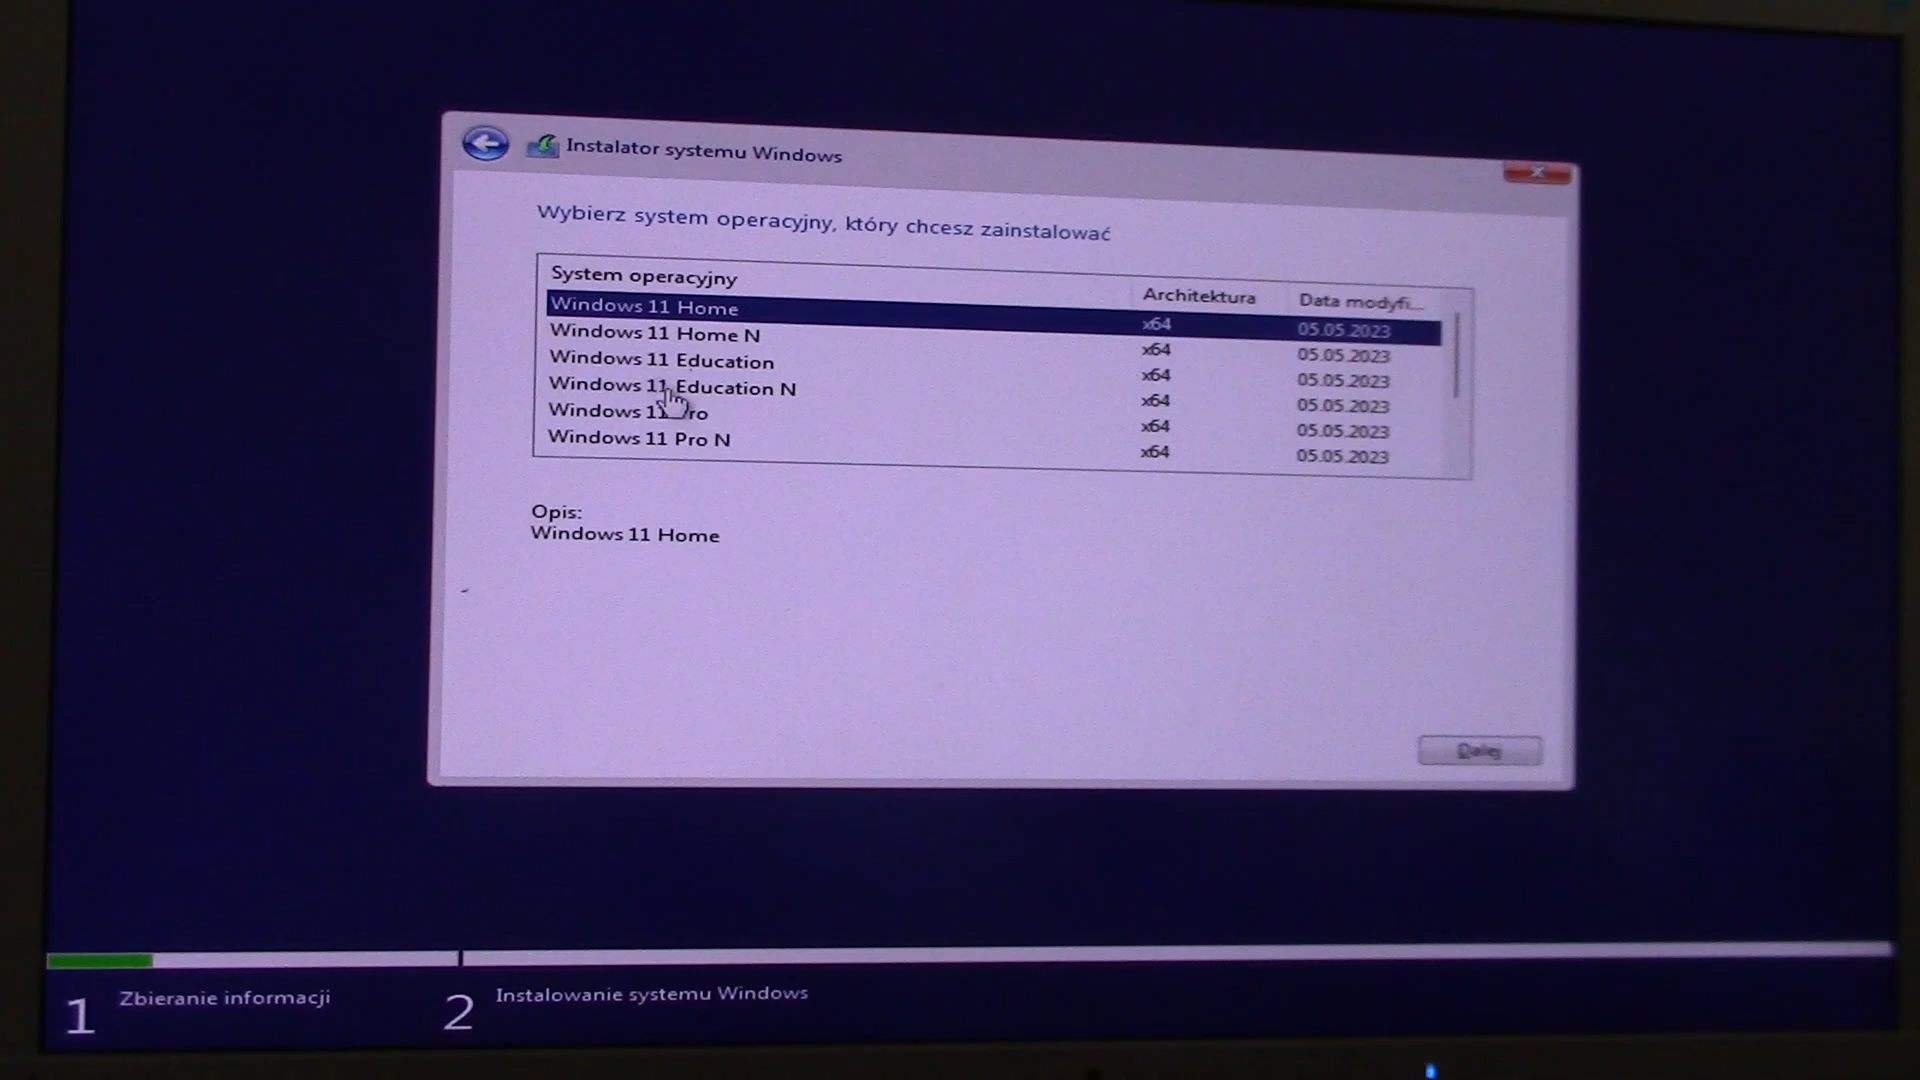 Instalator systemu Windows
Wybierz system operacyjny, który chcesz zainstalować
System operacyjny Architektura Data modyfi...
Windows 11 Home x64 05.05.2023
Windows 11 Home N x64 05.05.2023
Windows 11 Education x64 05.05.2023
Windows 11 Education N x64 05.05.2023
Windows 11 Pro x64 05.05.2023
Windows 11 Pro N x64 05.05.2023
Opis:
Windows 11 Home
Dalej
1 Zbieranie informacji
2 Instalowanie systemu Windows